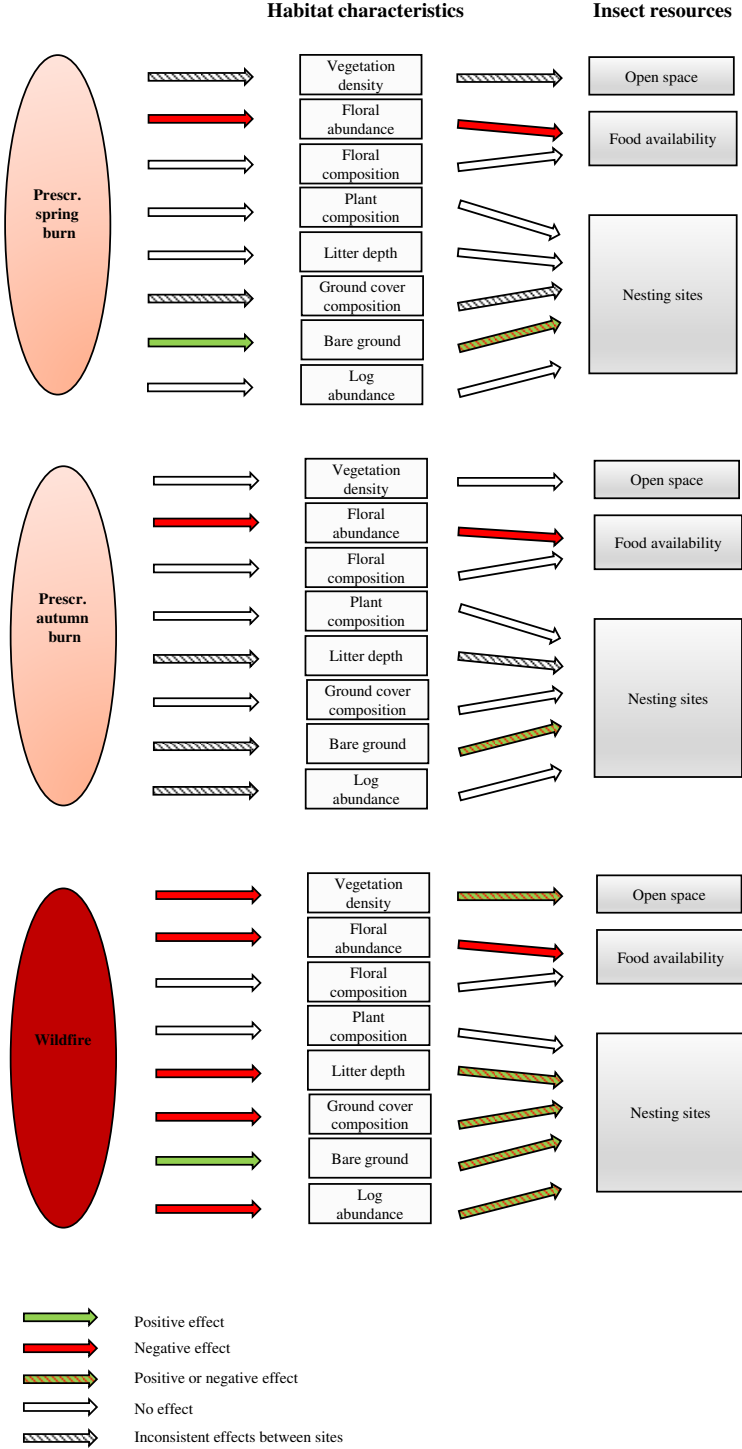 Habitat characteristics
Insect resources
Prescr.
spring
burn
Vegetation
density
Floral
abundance
Floral
composition
Plant
composition
Litter depth
Ground cover
composition
Bare ground
Log
abundance
Open space
Food availability
Nesting sites
Prescr.
autumn
burn
Vegetation
density
Floral
abundance
Floral
composition
Plant
composition
Litter depth
Ground cover
composition
Bare ground
Log
abundance
Open space
Food availability
Nesting sites
Wildfire
Vegetation
density
Floral
abundance
Floral
composition
Plant
composition
Litter depth
Ground cover
composition
Bare ground
Log
abundance
Open space
Food availability
Nesting sites
Positive effect
Negative effect
Positive or negative effect
No effect
Inconsistent effects between sites